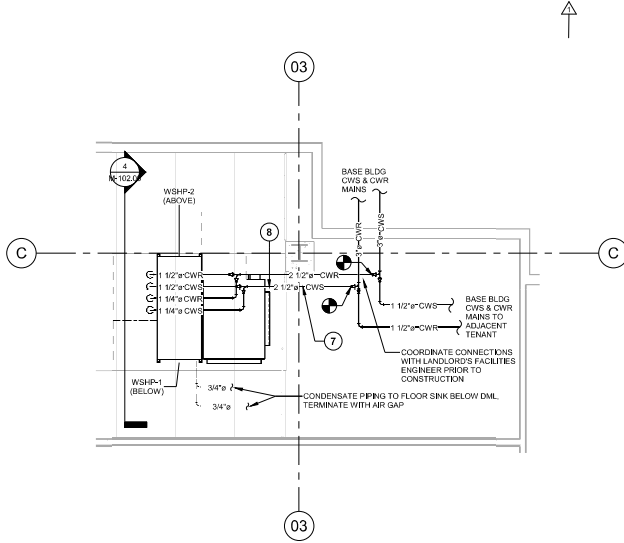 1
03
4
M-102.00
WSHP-2
(ABOVE)
BASE BLDG
CWS & CWR
MAINS
3"ø CWR
3"ø CWS
C
8
C
1 1/2"ø CWR
2 1/2"ø CWR
1 1/2"ø CWS
2 1/2"ø CWS
1 1/4"ø CWR
1 1/4"ø CWS
1 1/2"ø CWS
BASE BLDG
CWS & CWR
MAINS TO
ADJACENT
TENANT
1 1/2"ø CWR
7
COORDINATE CONNECTIONS
WITH LANDLORD'S FACILITIES
ENGINEER PRIOR TO
CONSTRUCTION
WSHP-1
(BELOW)
3/4"ø
3/4"ø
CONDENSATE PIPING TO FLOOR SINK BELOW DML,
TERMINATE WITH AIR GAP
03